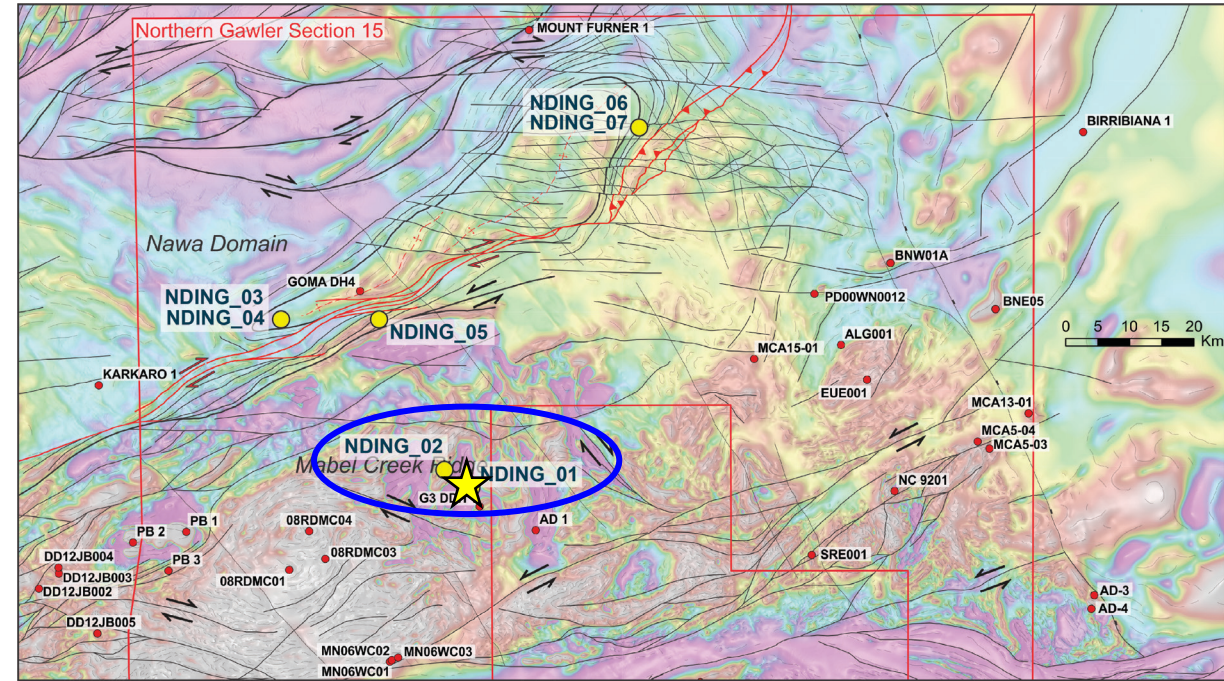 Northern Gawler Section 15
MOUNT FURNER 1
NDING_06
NDING_07
BIRRIBIANA 1
Nawa Domain
BNW01A
GOMA DH4
PD00WN0012
BNE05
NDING_03
NDING_04
NDING_05
0 5 10 15 20
Km
ALG001
MCA15-01
KARKARO 1
EUE001
MCA13-01
MCA5-04
MCA5-03
NDING_02
Mabel Creek
NDING_01
G3
NC 9201
AD 1
PB 1
PB 2
08RDMC04
DD12JB004
DD12JB003
DD12JB002
PB 3
08RDMC03
08RDMC01
SRE001
AD-3
AD-4
DD12JB005
MN06WC02
MN06WC03
MN06WC01